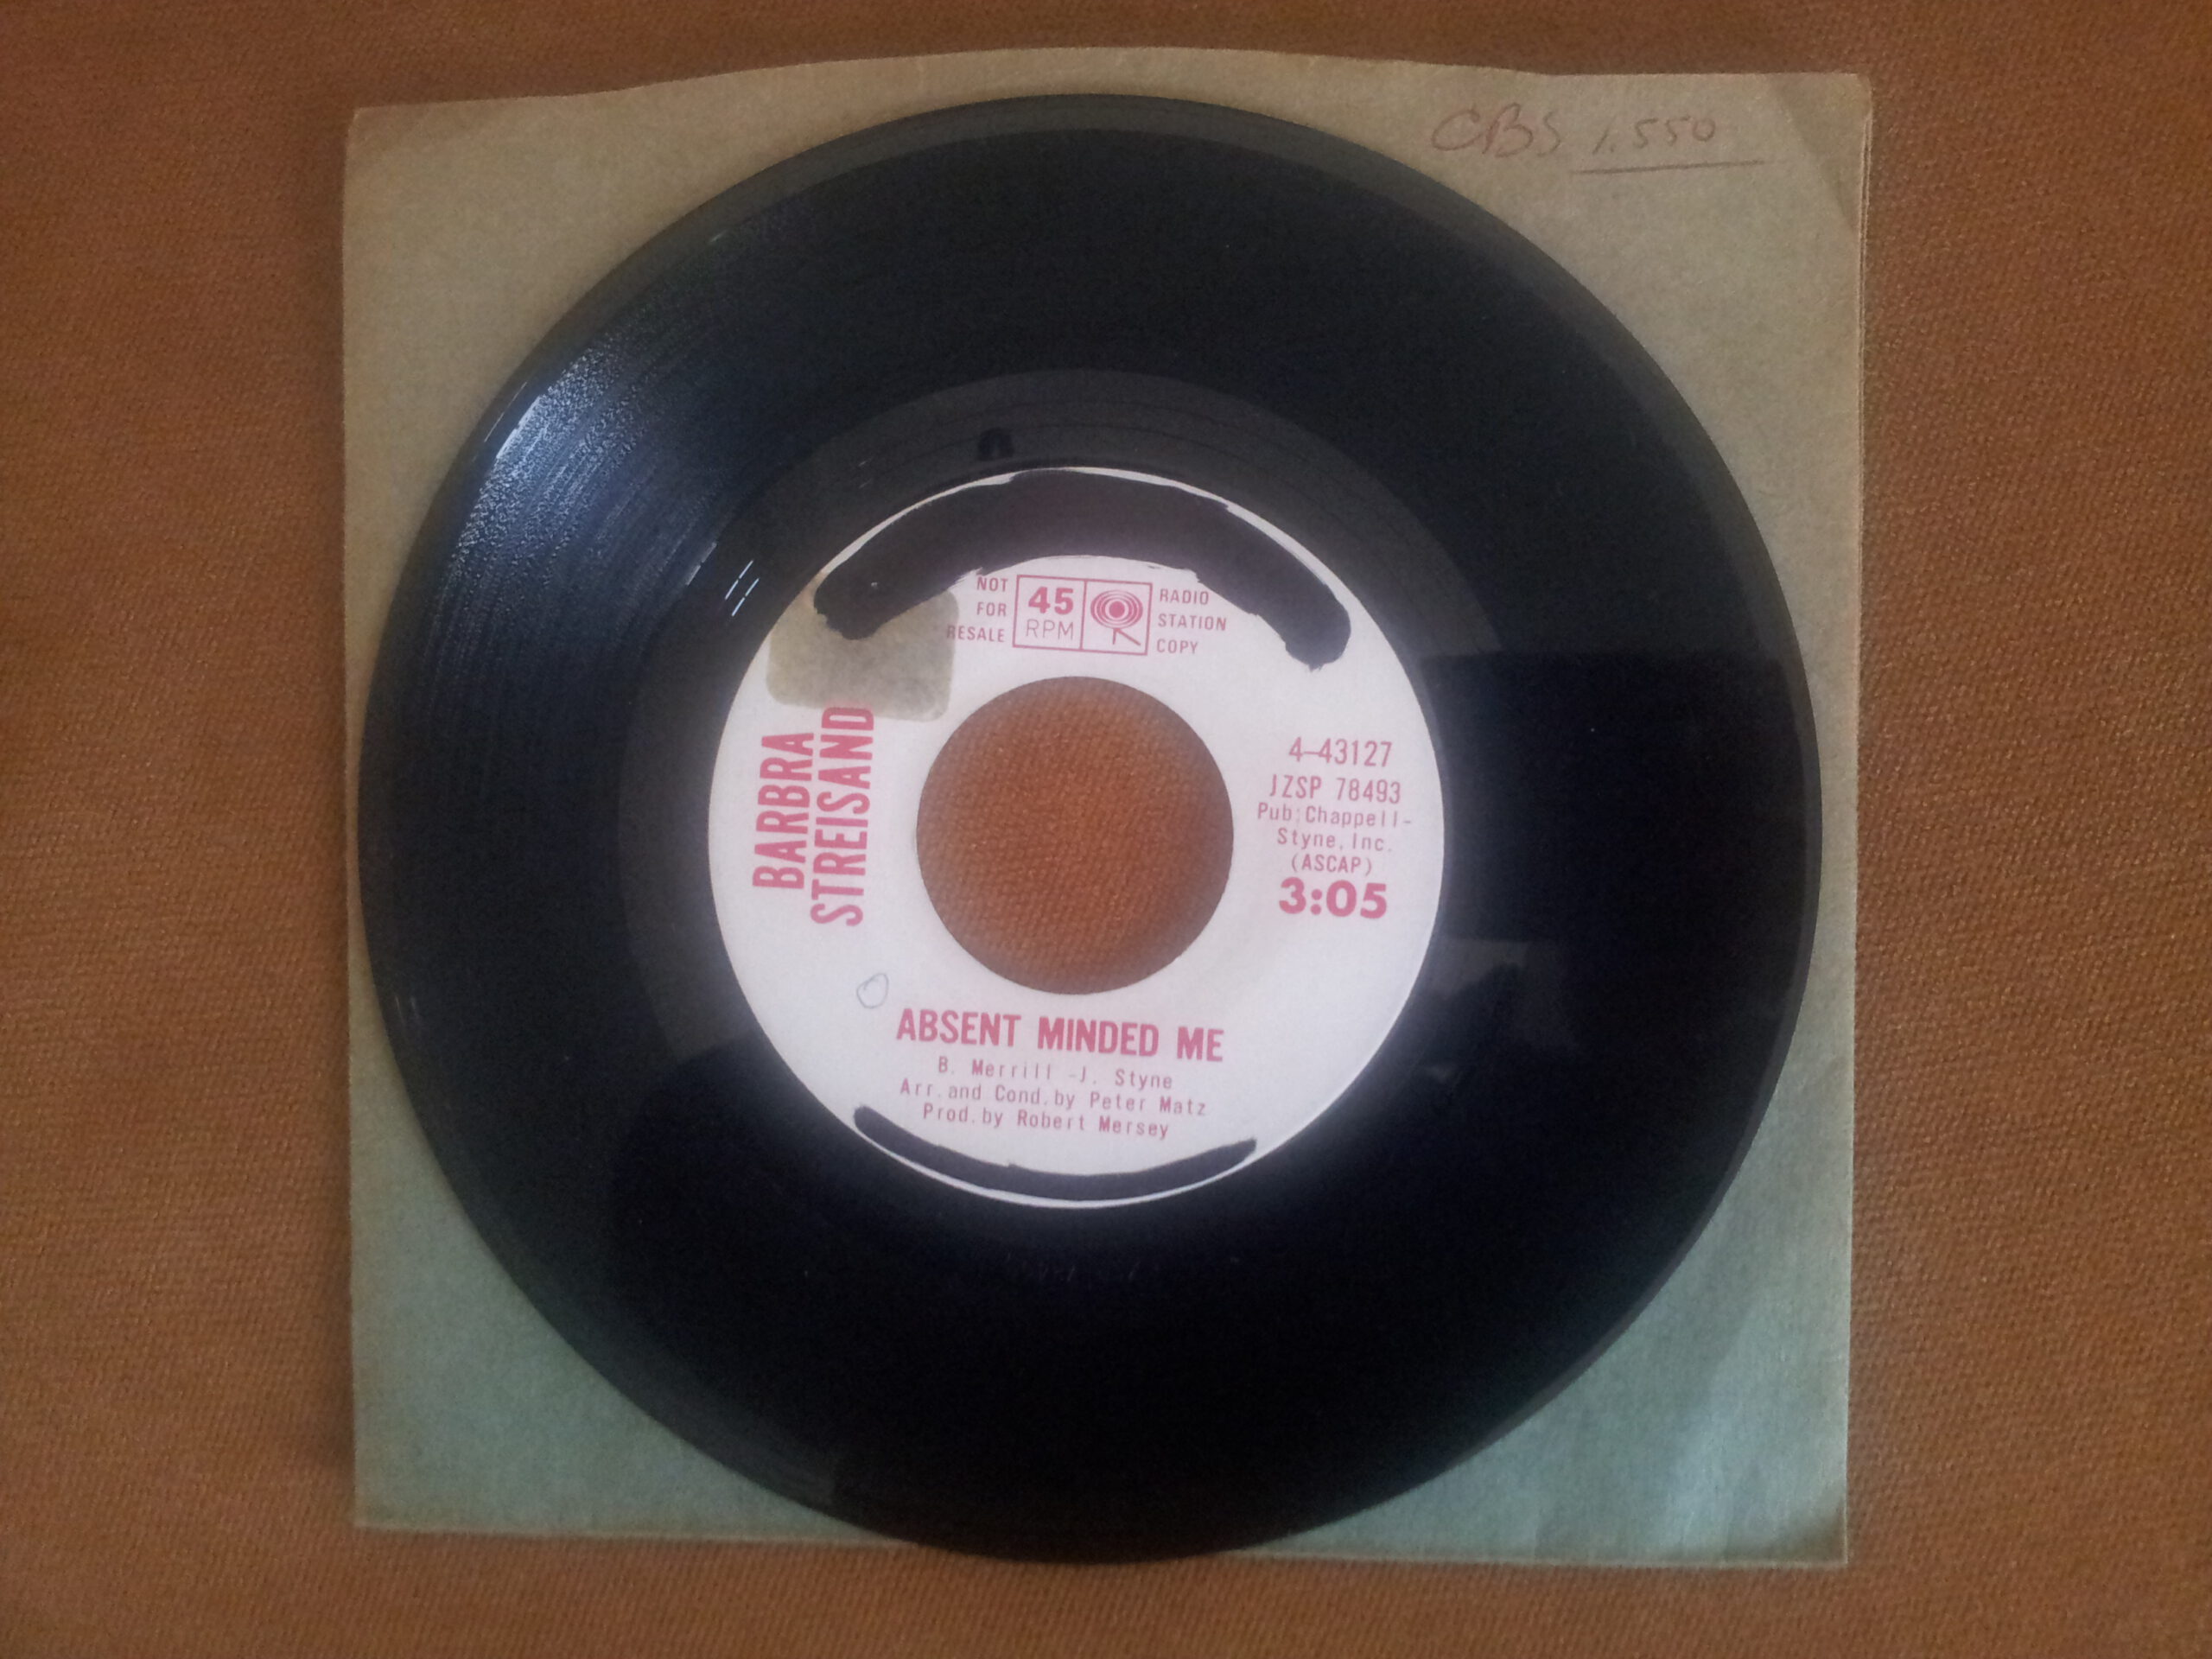 CBS 1.550
NOT
FOR
RESALE
45
RPM
RADIO
STATION
COPY
BARBRA
STREISAND
4-43127
JZSP 78493
Pub:Chappell-
Styne, Inc.
(ASCAP)
3:05
ABSENT MINDED ME
B. Merrill -J. Styne
Arr. and Cond. by Peter Matz
Prod. by Robert Mersey